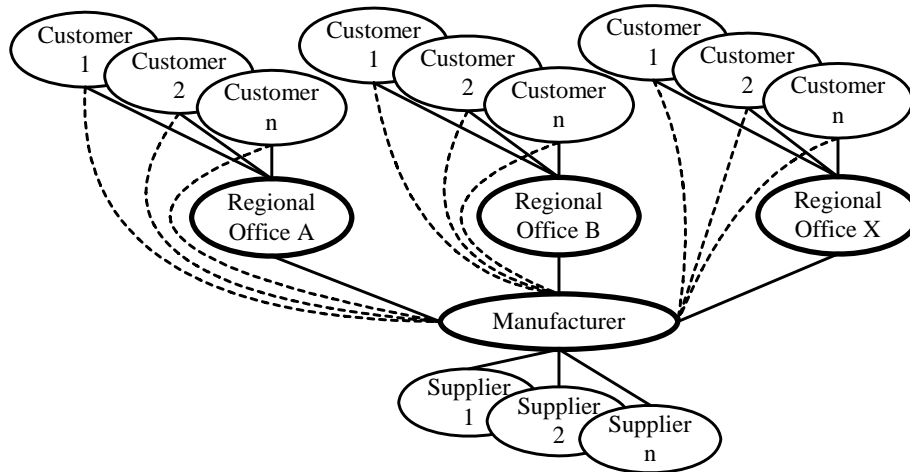 Customer
1
Customer
2
Customer
n
Customer
1
Customer
2
Customer
n
Customer
1
Customer
2
Customer
n
Regional
Office A
Regional
Office B
Regional
Office X
Manufacturer
Supplier
1
Supplier
2
Supplier
n